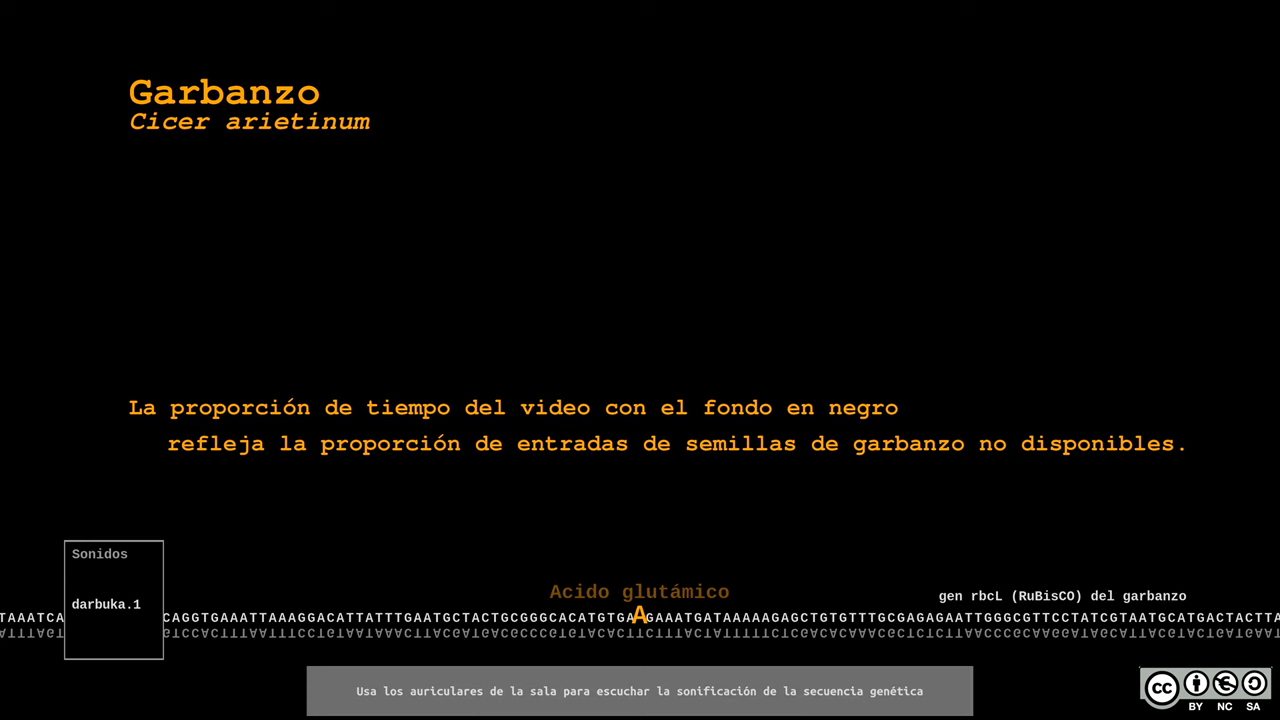 Garbanzo
Cicer arietinum
La proporción de tiempo del video con el fondo en negro
refleja la proporción de entradas de semillas de garbanzo no disponibles.
Sonidos
darbuka.1
Acido glutámico
gen rbcL (RuBisCO) del garbanzo
TAAATCA CAGGTGAAATTAAAGGACATTATTTGAATGCTACTGCGGGCACATGTGAAGAAATGATAAAAAGAGCTGTGTTTGCGAGAGAATTGGGCGTTCCTATCGTAATGCATGACTACTTA
Usa los auriculares de la sala para escuchar la sonificación de la secuencia genética
CC BY NC SA